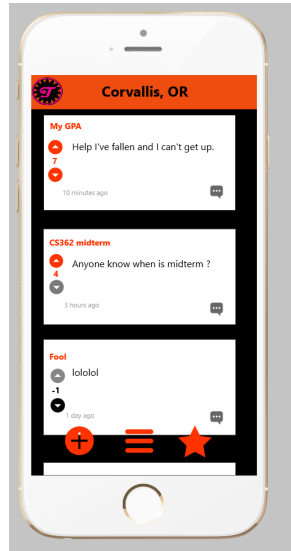 Corvallis, OR
My GPA
Help I've fallen and I can't get up.
7
10 minutes ago
CS362 midterm
Anyone know when is midterm ?
4
3 hours ago
Fool
lololol
-1
1 day ago